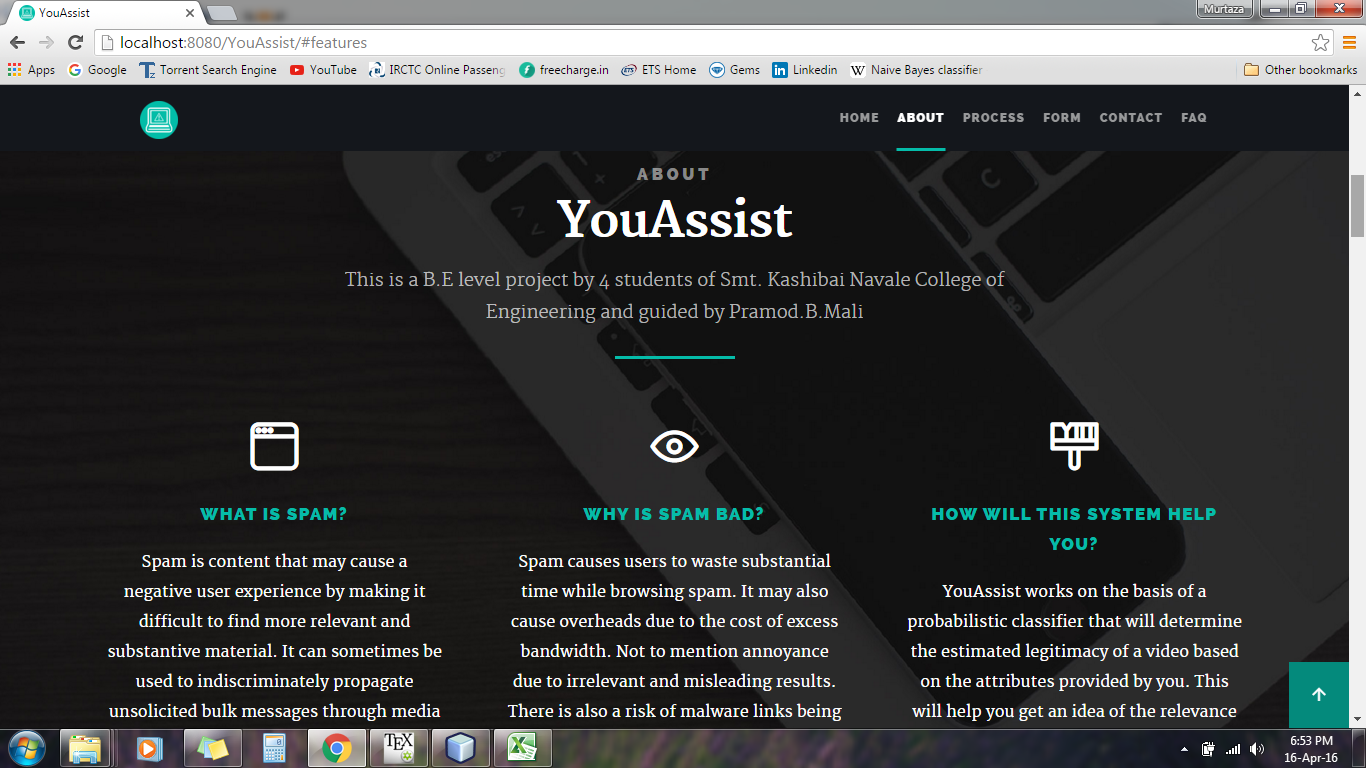 YouAssist
Murtaza
localhost:8080/YouAssist/#features
Apps Google Torrent Search Engine YouTube IRCTC Online Passeng freecharge.in ETS Home Gems Linkedin Naive Bayes classifier Other bookmarks
HOME ABOUT PROCESS FORM CONTACT FAQ
ABOUT
YouAssist
This is a B.E level project by 4 students of Smt. Kashibai Navale College of
Engineering and guided by Pramod.B.Mali
WHAT IS SPAM?
Spam is content that may cause a
negative user experience by making it
difficult to find more relevant and
substantive material. It can sometimes be
used to indiscriminately propagate
unsolicited bulk messages through media
WHY IS SPAM BAD?
Spam causes users to waste substantial
time while browsing spam. It may also
cause overheads due to the cost of excess
bandwidth. Not to mention annoyance
due to irrelevant and misleading results.
There is also a risk of malware links being
HOW WILL THIS SYSTEM HELP
YOU?
YouAssist works on the basis of a
probabilistic classifier that will determine
the estimated legitimacy of a video based
on the attributes provided by you. This
will help you get an idea of the relevance
TEX
6:53 PM
16-Apr-16